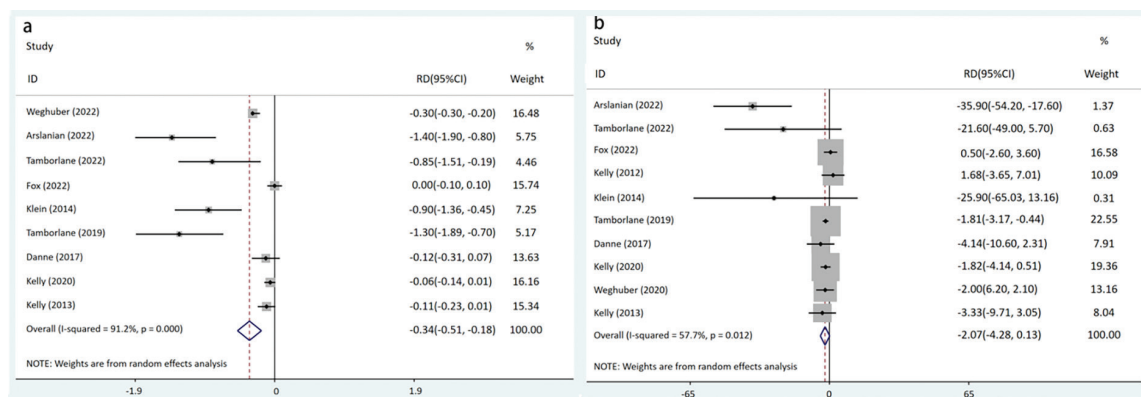 a
Study %
ID RD(95%CI) Weight
Weghuber (2022) -0.30(-0.30, -0.20) 16.48
Arslanian (2022) -1.40(-1.90, -0.80) 5.75
Tamborlane (2022) -0.85(-1.51, -0.19) 4.46
Fox (2022) 0.00(-0.10, 0.10) 15.74
Klein (2014) -0.90(-1.36, -0.45) 7.25
Tamborlane (2019) -1.30(-1.89, -0.70) 5.17
Danne (2017) -0.12(-0.31, 0.07) 13.63
Kelly (2020) -0.06(-0.14, 0.01) 16.16
Kelly (2013) -0.11(-0.23, 0.01) 15.34
Overall (I-squared = 91.2%, p = 0.000) -0.34(-0.51, -0.18) 100.00
NOTE: Weights are from random effects analysis
-1.9 0 1.9
b
Study %
ID RD(95%CI) Weight
Arslanian (2022) -35.90(-54.20, -17.60) 1.37
Tamborlane (2022) -21.60(-49.00, 5.70) 0.63
Fox (2022) 0.50(-2.60, 3.60) 16.58
Kelly (2012) 1.68(-3.65, 7.01) 10.09
Klein (2014) -25.90(-65.03, 13.16) 0.31
Tamborlane (2019) -1.81(-3.17, -0.44) 22.55
Danne (2017) -4.14(-10.60, 2.31) 7.91
Kelly (2020) -1.82(-4.14, 0.51) 19.36
Weghuber (2020) -2.00(6.20, 2.10) 13.16
Kelly (2013) -3.33(-9.71, 3.05) 8.04
Overall (I-squared = 57.7%, p = 0.012) -2.07(-4.28, 0.13) 100.00
NOTE: Weights are from random effects analysis
-65 0 65